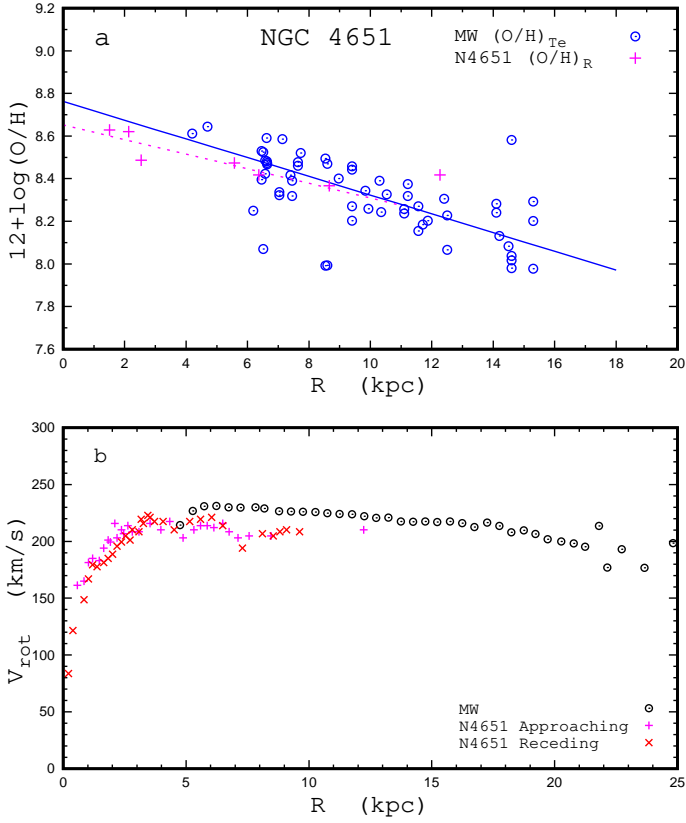 9.2
9.0
8.8
8.6
8.4
8.2
8.0
7.8
7.6
12+log(O/H)
a
NGC 4651
MW (O/H)Te
N4651 (O/H)R
0 2 4 6 8 10 12 14 16 18 20
R (kpc)
300
250
200
150
100
50
0
Vrot (km/s)
b
MW
N4651 Approaching
N4651 Receding
0 5 10 15 20 25
R (kpc)